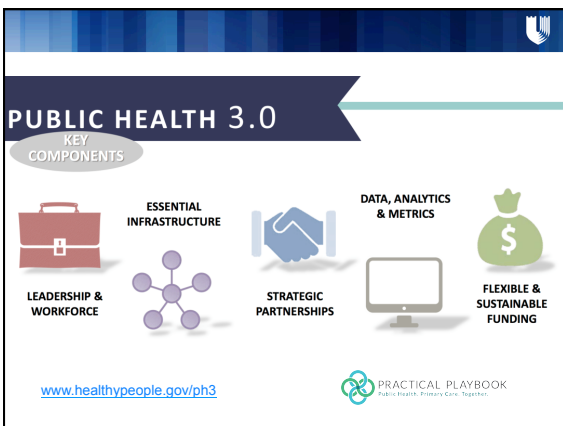 PUBLIC HEALTH 3.0
KEY
COMPONENTS
LEADERSHIP &
WORKFORCE
ESSENTIAL
INFRASTRUCTURE
STRATEGIC
PARTNERSHIPS
DATA, ANALYTICS
& METRICS
$
FLEXIBLE &
SUSTAINABLE
FUNDING
www.healthypeople.gov/ph3
PRACTICAL PLAYBOOK
Public Health. Primary Care. Together.